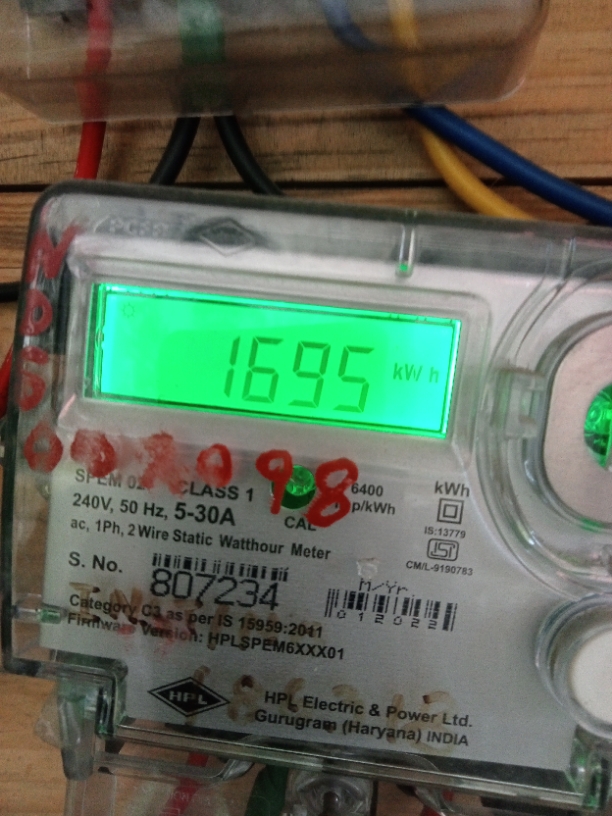 1695 kWh
CLASS 1
6400
p/kWh
kWh
240V, 50 Hz, 5-30A
CAL
IS:13779
ac, 1Ph, 2 Wire Static Watthour Meter
CM/L-9190783
S. No.
807234
M/Yr
012022
Category C3 as per IS 15959:2011
Firmware Version: HPLSPEM6XXX01
HPL
HPL Electric & Power Ltd.
Gurugram (Haryana) INDIA